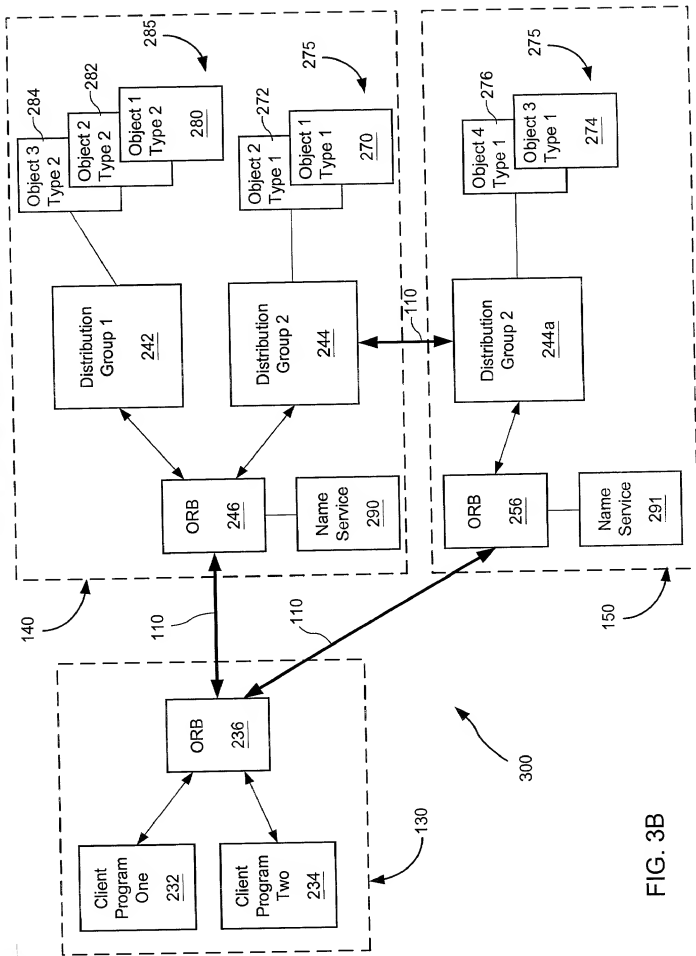 Client
Program
One
232
Client
Program
Two
234
ORB
236
130
300
110
110
140
ORB
246
Name
Service
290
Distribution
Group 1
242
Distribution
Group 2
244
Object 3
Type 2
284
Object 2
Type 2
282
Object 1
Type 2
280
285
Object 2
Type 1
272
Object 1
Type 1
270
275
110
150
ORB
256
Name
Service
291
Distribution
Group 2
244a
Object 4
Type 1
276
Object 3
Type 1
274
275
FIG. 3B